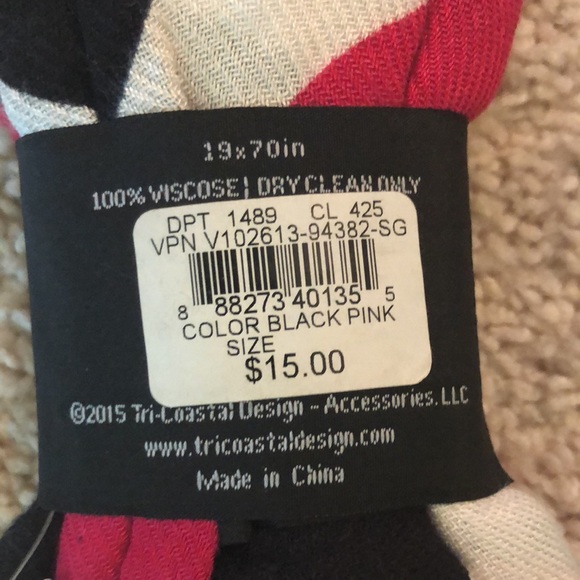 19x70in
100% VISCOSE | DRY CLEAN ONLY
DPT 1489 CL 425
VPN V102613-94382-SG
8 88273 40135 5
COLOR BLACK PINK
SIZE
$15.00
©2015 Tri-Coastal Design - Accessories, LLC
www.tricoastaldesign.com
Made in China